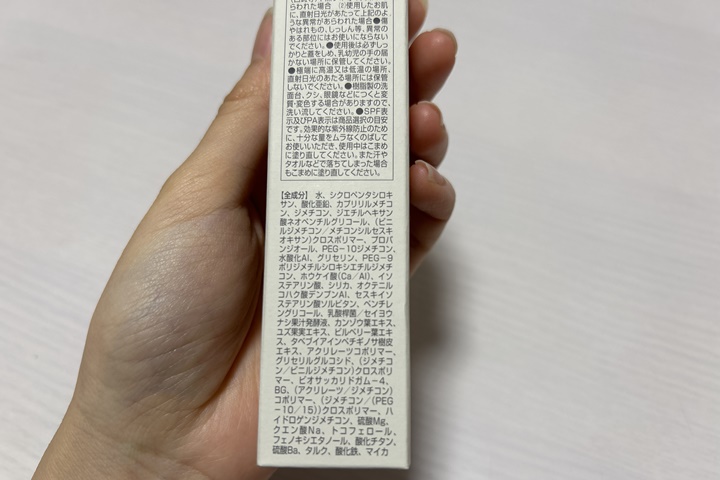 らわれた場合 (2)使用したお肌
に、直射日光があたって上記のよ
うな異常があらわれた場合●傷
やはれもの、しっしん等、異常の
ある部位にはお使いにならない
でください。●使用後は必ずしっ
かりと蓋をしめ、乳幼児の手の届
かない場所に保管してください。
●極端に高温又は低温の場所、
直射日光のあたる場所には保管
しないでください。●樹脂製の洗
面台、クシ、眼鏡などにつくと変
質・変色する場合がありますので、
洗い流してください。●SPF表
示及びPA表示は商品選択の目安
です。効果的な紫外線防止のため
に、十分な量をムラなくのばして
お使いいただき、使用中はこまめ
に塗り直してください。また汗や
タオルなどで落ちてしまった場合
もこまめに塗り直してください。
【全成分】 水、シクロペンタシロキ
サン、酸化亜鉛、カプリリルメチコ
ン、ジメチコン、ジエチルヘキサン
酸ネオペンチルグリコール、(ビニ
ルジメチコン/メチコンシルセスキ
オキサン)クロスポリマー、プロパ
ンジオール、PEG-10ジメチコン、
水酸化Al、グリセリン、PEG-9
ポリジメチルシロキシエチルジメチ
コン、ホウケイ酸(Ca/Al)、イソ
ステアリン酸、シリカ、オクテニル
コハク酸デンプンAl、セスキイソ
ステアリン酸ソルビタン、ペンチレ
ングリコール、乳酸桿菌/セイヨウ
ナシ果汁発酵液、カンゾウ葉エキス、
ユズ果実エキス、ビルベリー葉エキ
ス、タベブイアインペチギノサ樹皮
エキス、アクリレーツコポリマー、
グリセリルグルコシド、(ジメチコ
ン/ビニルジメチコン)クロスポリ
マー、ビオサッカリドガム-4、
BG、(アクリレーツ/ジメチコン)
コポリマー、(ジメチコン/(PEG
-10/15))クロスポリマー、ハ
イドロゲンジメチコン、硫酸Mg、
クエン酸Na、トコフェロール、
フェノキシエタノール、酸化チタン、
硫酸Ba、タルク、酸化鉄、マイカ